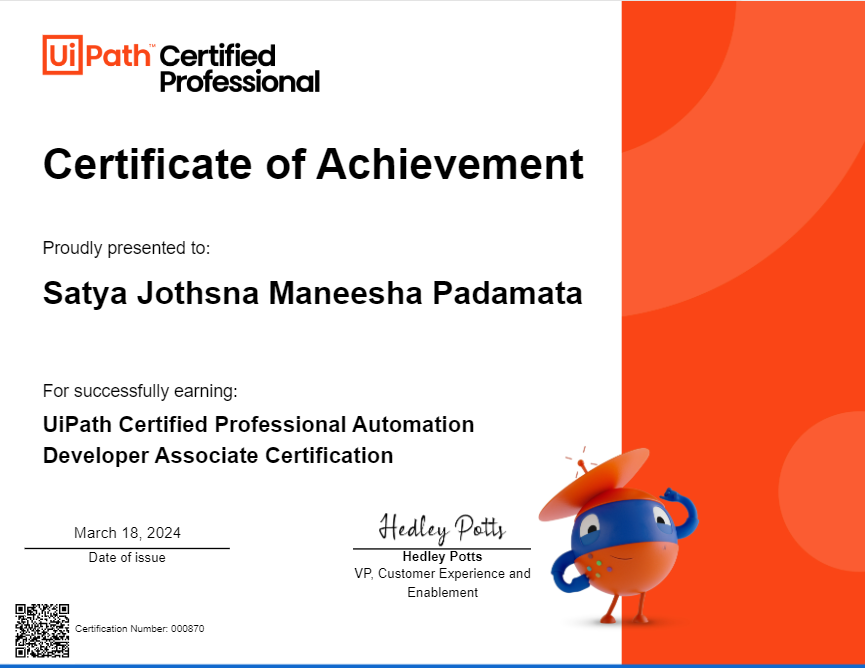 UiPath™ Certified
Professional
Certificate of Achievement
Proudly presented to:
Satya Jothsna Maneesha Padamata
For successfully earning:
UiPath Certified Professional Automation
Developer Associate Certification
March 18, 2024
Date of issue
Hedley Potts
Hedley Potts
VP, Customer Experience and
Enablement
Certification Number: 000870